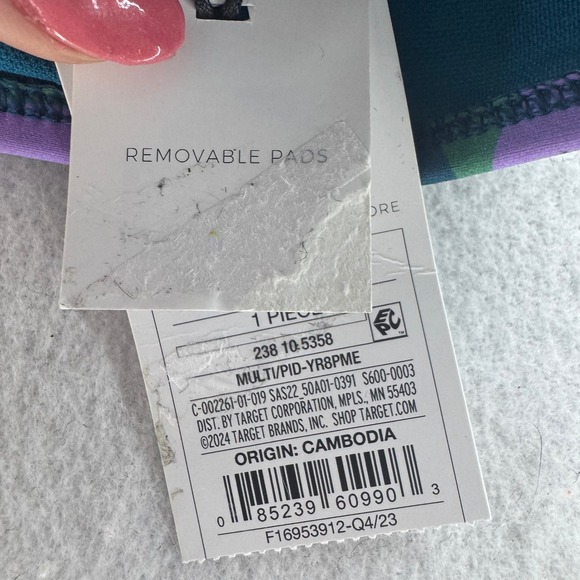 REMOVABLE PADS
ORE
1 PIEC
EPC
238 10 5358
MULTI/PID-YR8PME
C-002261-01-019 SAS22_50A01-0391 S600-0003
DIST. BY TARGET CORPORATION, MPLS., MN 55403
©2024 TARGET BRANDS, INC. SHOP TARGET.COM
ORIGIN: CAMBODIA
0 85239 60990 3
F16953912-Q4/23